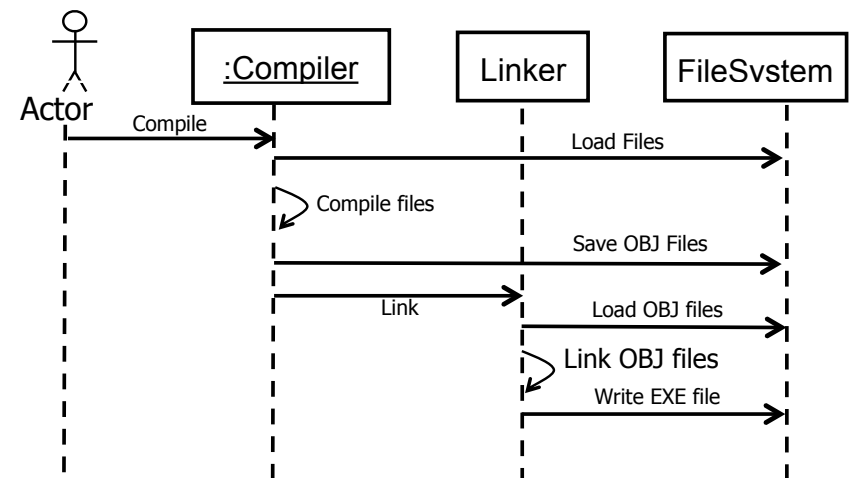 :Compiler
Linker
FileSystem
Actor
Compile
Load Files
Compile files
Save OBJ Files
Link
Load OBJ files
Link OBJ files
Write EXE file